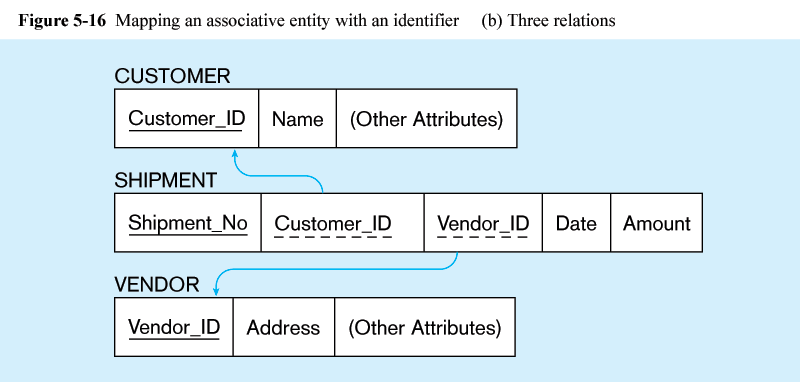 Figure 5-16 Mapping an associative entity with an identifier (b) Three relations
CUSTOMER
Customer_ID Name (Other Attributes)
SHIPMENT
Shipment_No Customer_ID Vendor_ID Date Amount
VENDOR
Vendor_ID Address (Other Attributes)